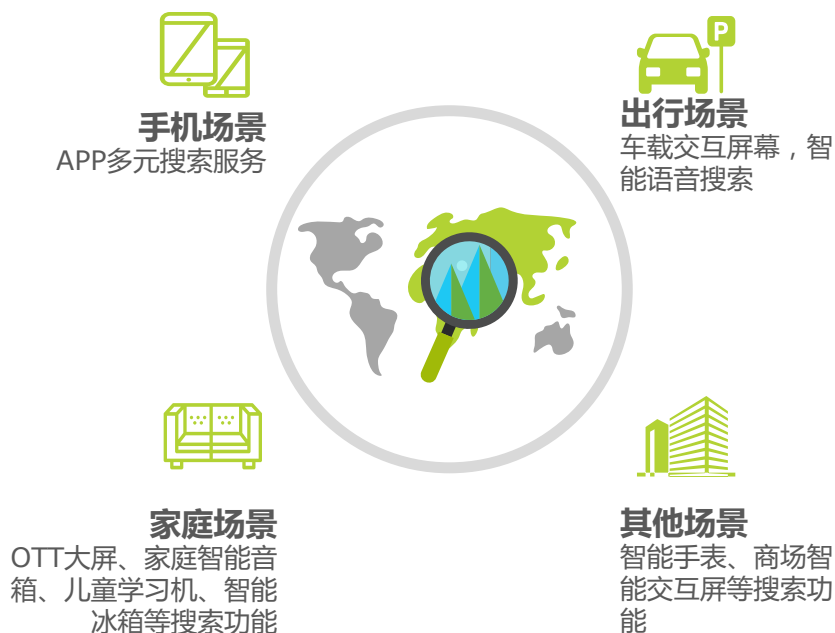 手机场景
APP多元搜索服务
P
出行场景
车载交互屏幕，智
能语音搜索
家庭场景
OTT大屏、家庭智能音
箱、儿童学习机、智能
冰箱等搜索功能
其他场景
智能手表、商场智
能交互屏等搜索功
能